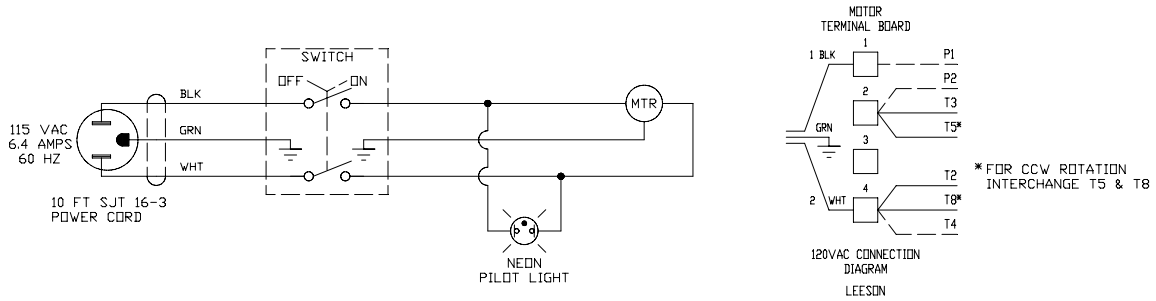 SWITCH
OFF
ON
BLK
GRN
WHT
115 VAC
6.4 AMPS
60 HZ
10 FT SJT 16-3
POWER CORD
MTR
NEON
PILOT LIGHT
MOTOR
TERMINAL BOARD
1
1 BLK
P1
P2
2
T3
T5*
GRN
3
4
T2
2 WHT
T8*
T4
*FOR CCW ROTATION
INTERCHANGE T5 & T8
120VAC CONNECTION
DIAGRAM
LEESON